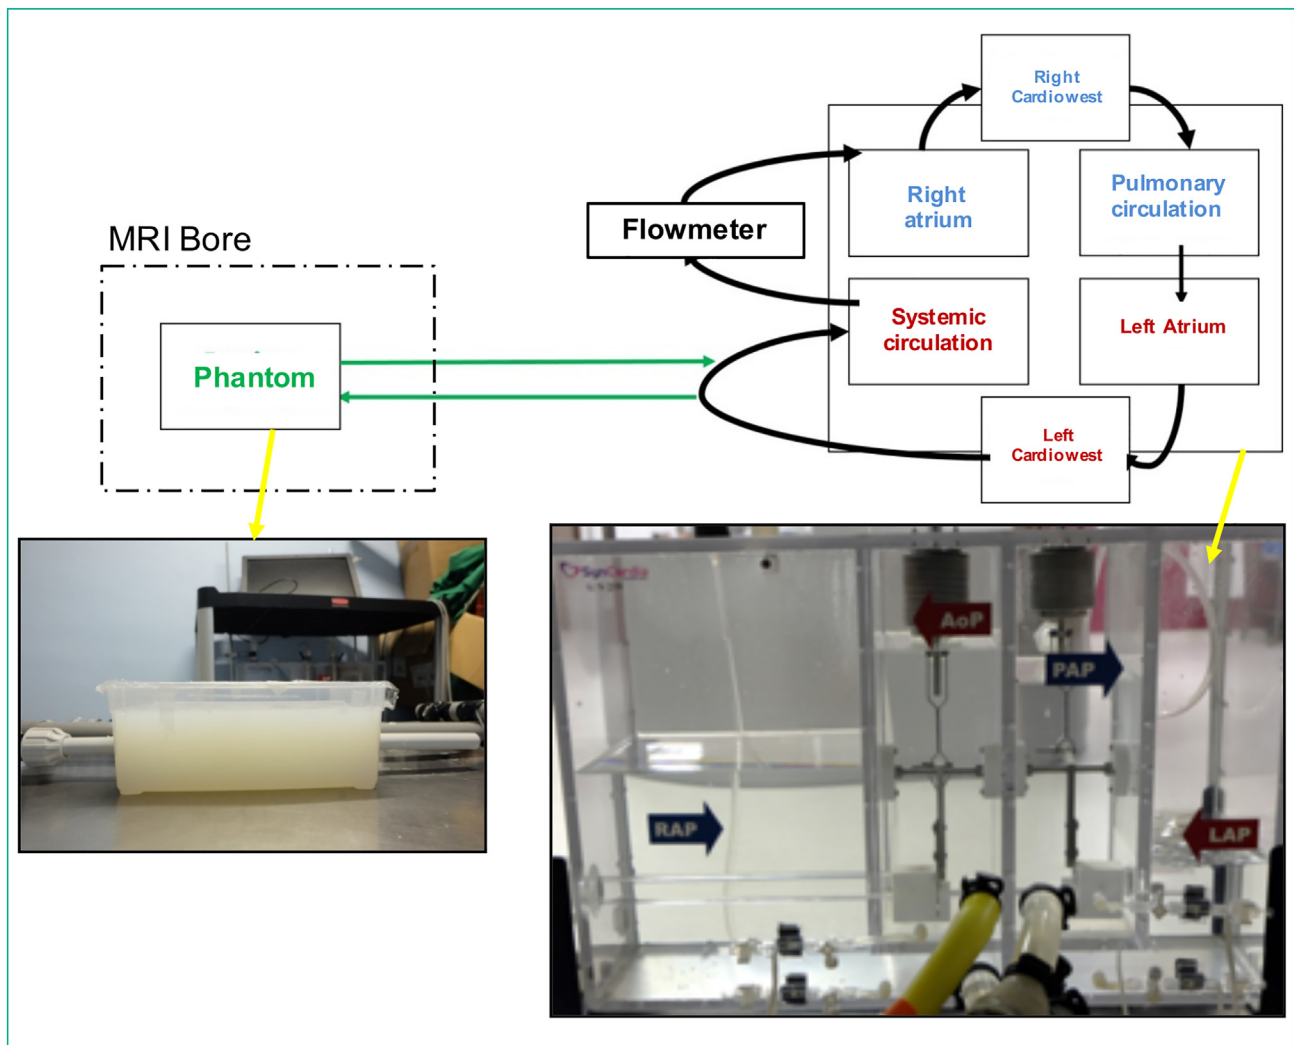 Right
Cardiowest
Right
atrium
Pulmonary
circulation
Flowmeter
MRI Bore
Systemic
circulation
Left Atrium
Phantom
Left
Cardiowest
SynCardia
AoP
PAP
RAP
LAP